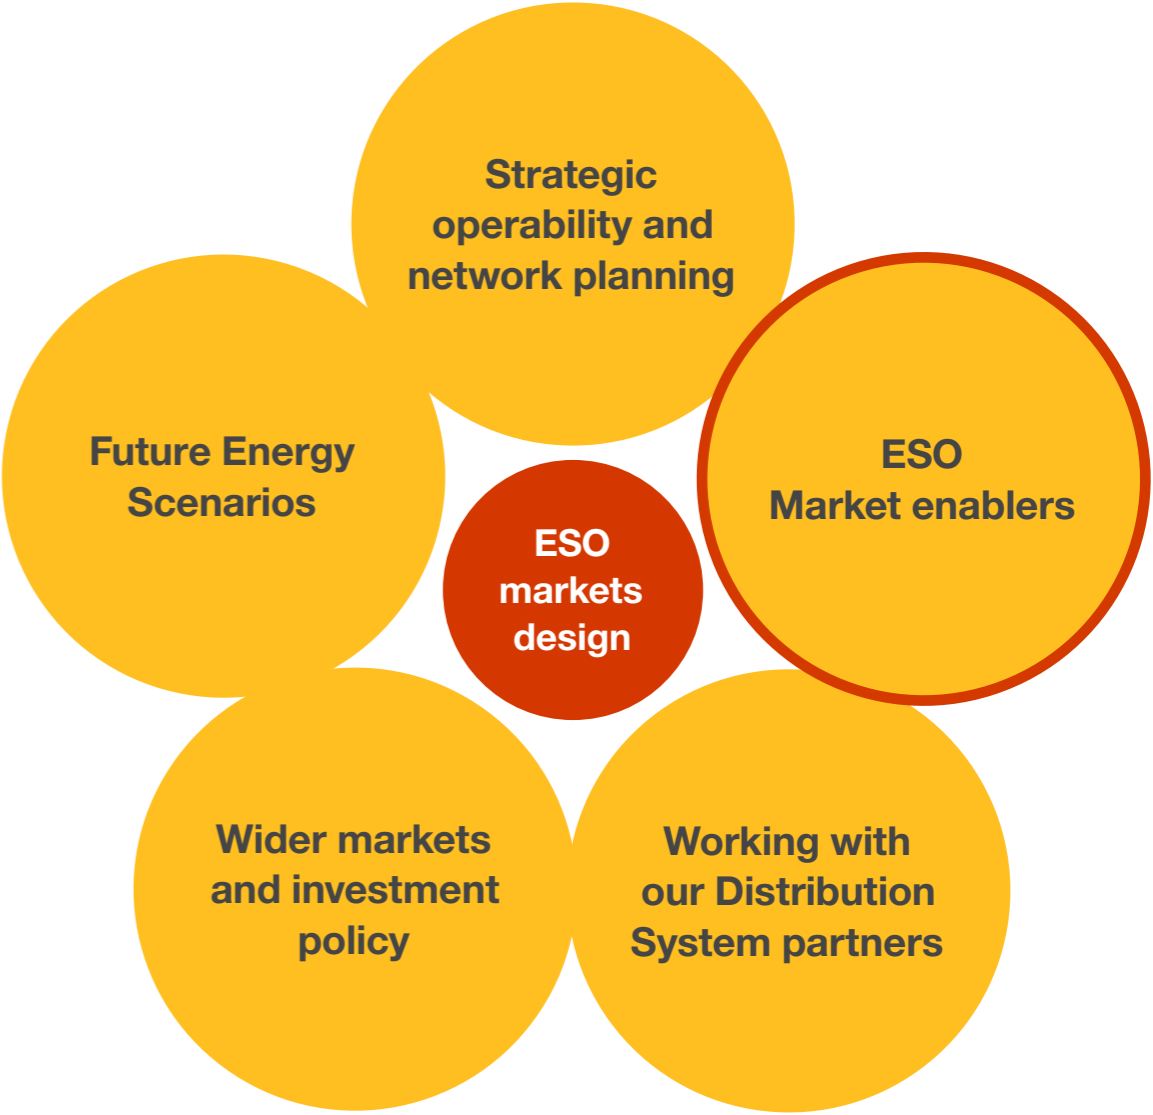 Strategic
operability and
network planning
Future Energy
Scenarios
ESO
Market enablers
ESO
markets
design
Wider markets
and investment
policy
Working with
our Distribution
System partners